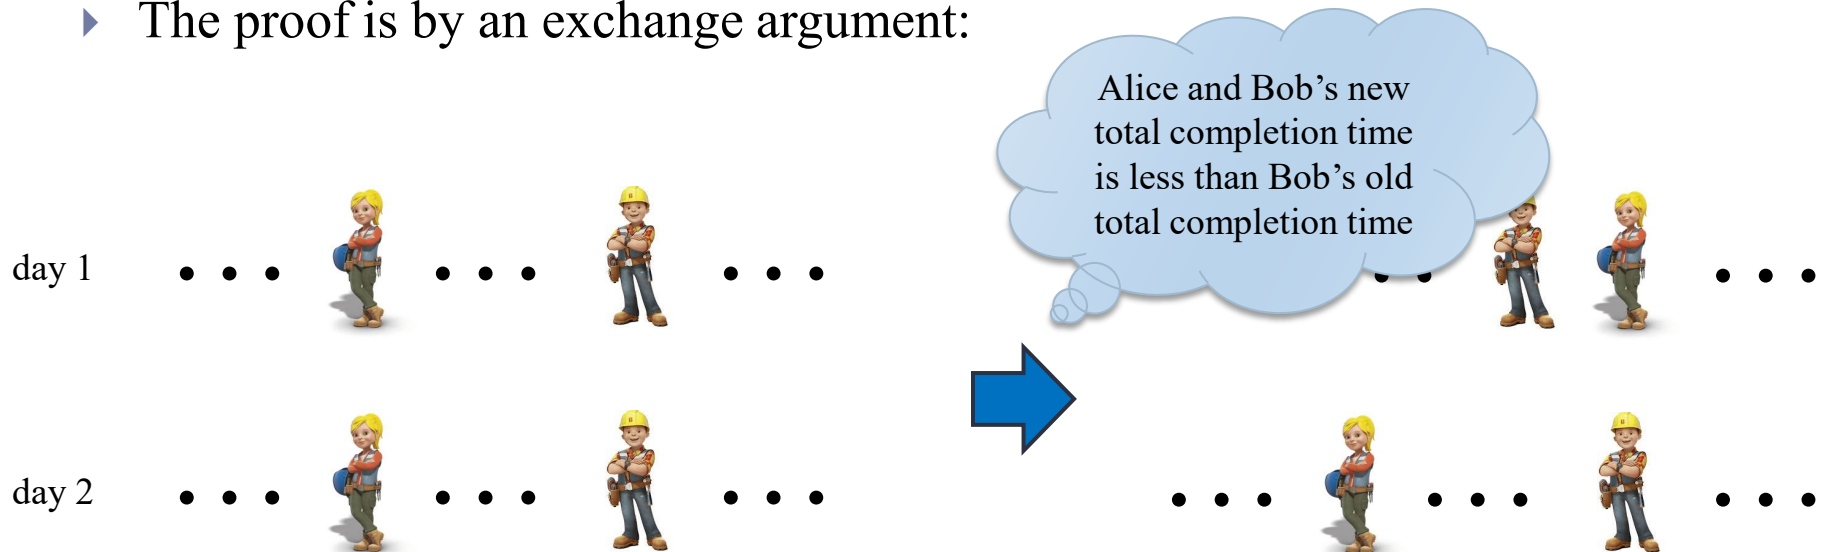 The proof is by an exchange argument:
Alice and Bob’s new
total completion time
is less than Bob’s old
total completion time
day 1
day 2